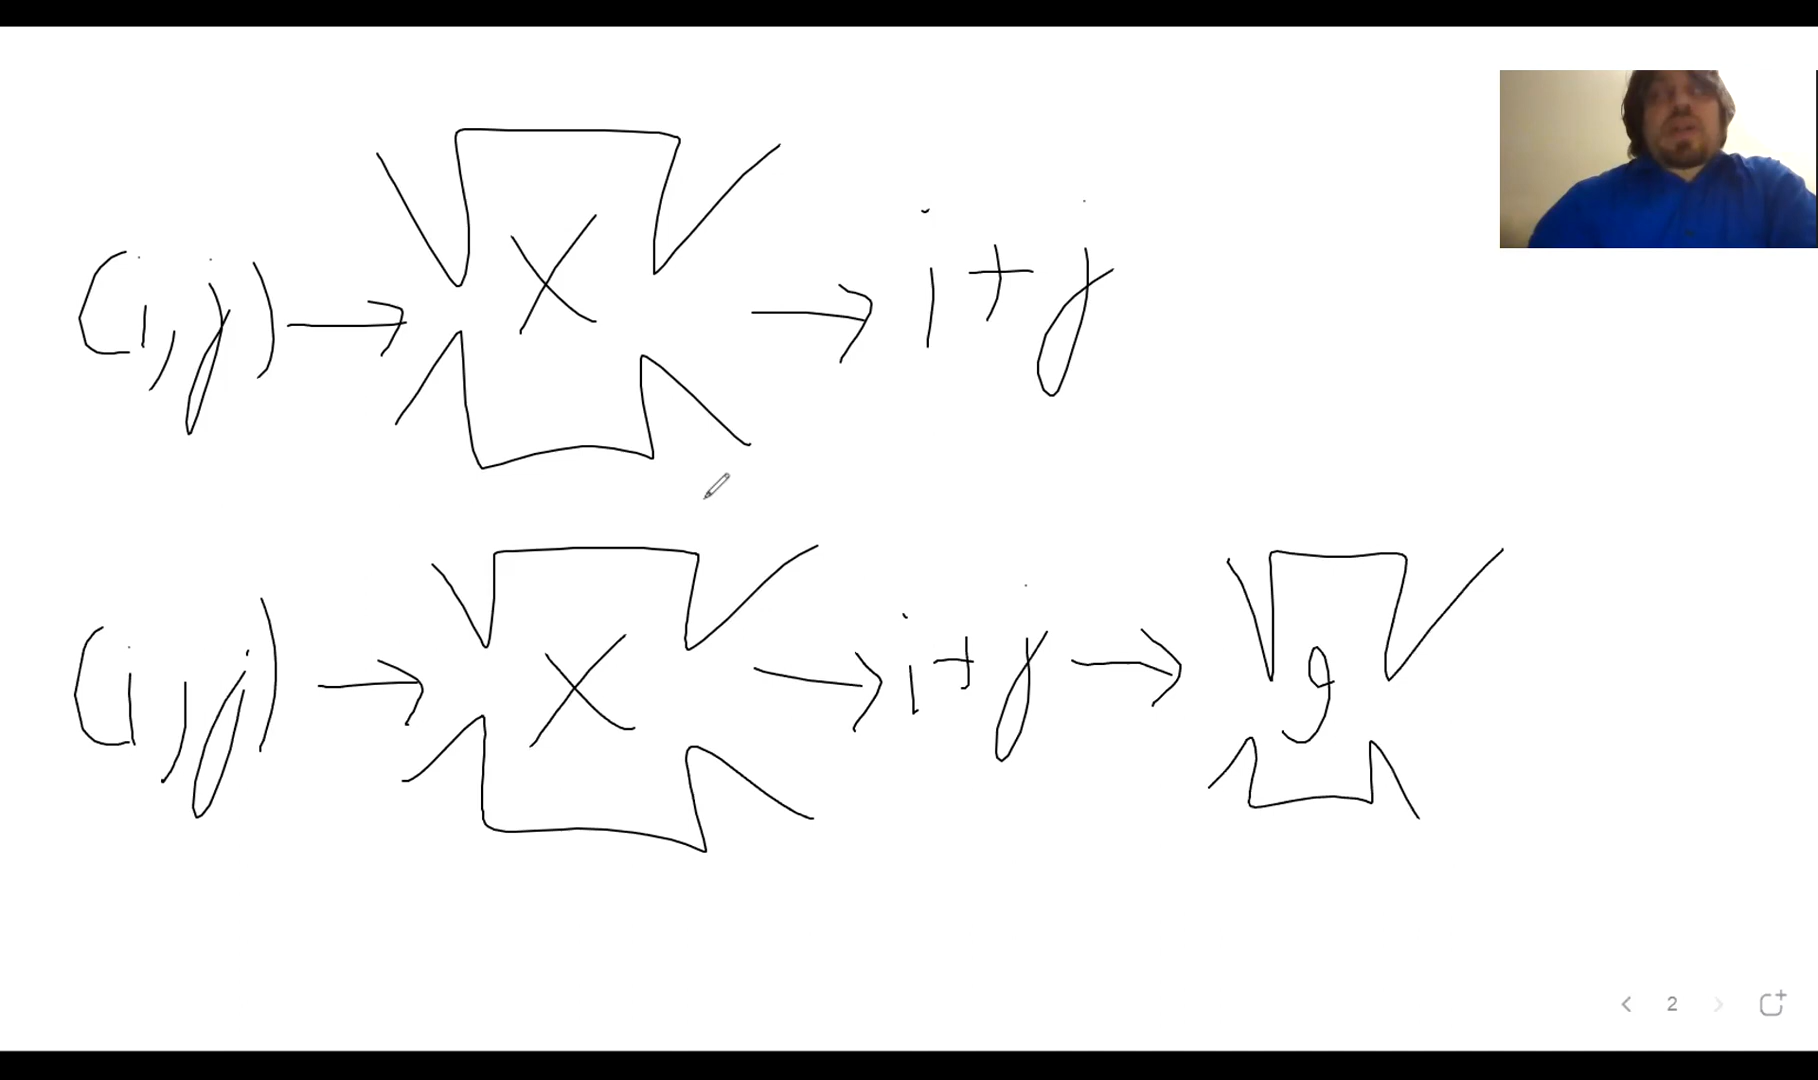 (i, j) → X → i + j
(i, j) → X → i + j → g
2